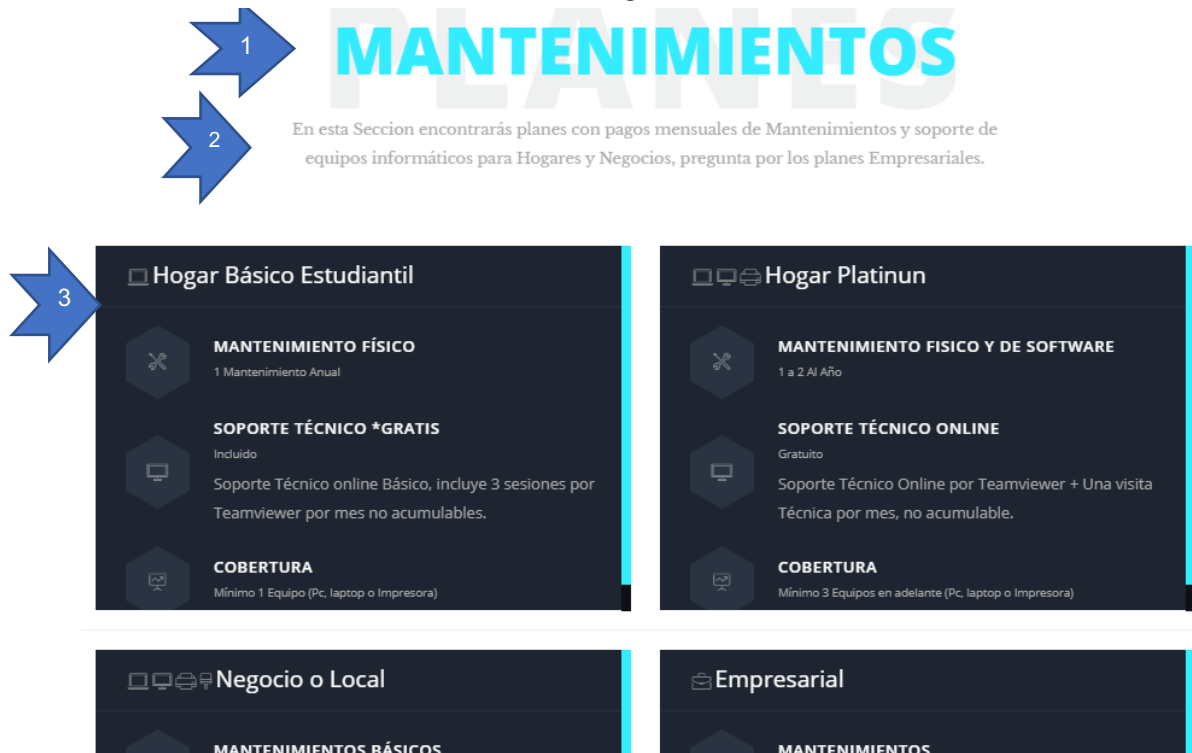 PLANES
1
MANTENIMIENTOS
2
En esta Seccion encontrarás planes con pagos mensuales de Mantenimientos y soporte de
equipos informáticos para Hogares y Negocios, pregunta por los planes Empresariales.
3
Hogar Básico Estudiantil
MANTENIMIENTO FÍSICO
1 Mantenimiento Anual
SOPORTE TÉCNICO *GRATIS
Incluido
Soporte Técnico online Básico, incluye 3 sesiones por
Teamviewer por mes no acumulables.
COBERTURA
Mínimo 1 Equipo (Pc, laptop o Impresora)
Hogar Platinun
MANTENIMIENTO FISICO Y DE SOFTWARE
1 a 2 Al Año
SOPORTE TÉCNICO ONLINE
Gratuito
Soporte Técnico Online por Teamviewer + Una visita
Técnica por mes, no acumulable.
COBERTURA
Mínimo 3 Equipos en adelante (Pc, laptop o Impresora)
Negocio o Local
MANTENIMIENTOS BÁSICOS
Empresarial
MANTENIMIENTOS